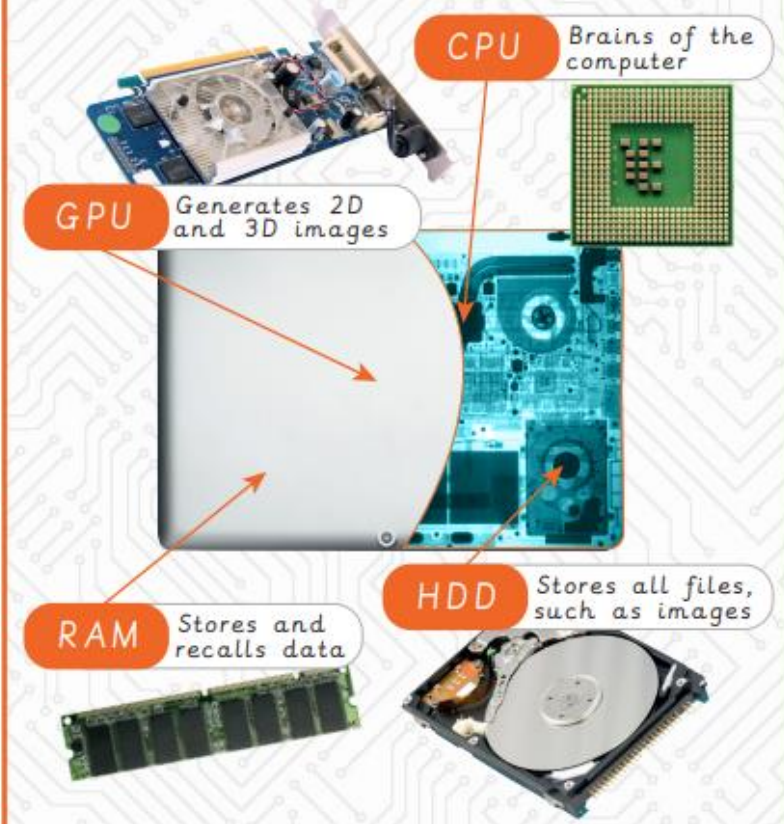 CPU
Brains of the
computer
GPU
Generates 2D
and 3D images
HDD
Stores all files,
such as images
RAM
Stores and
recalls data